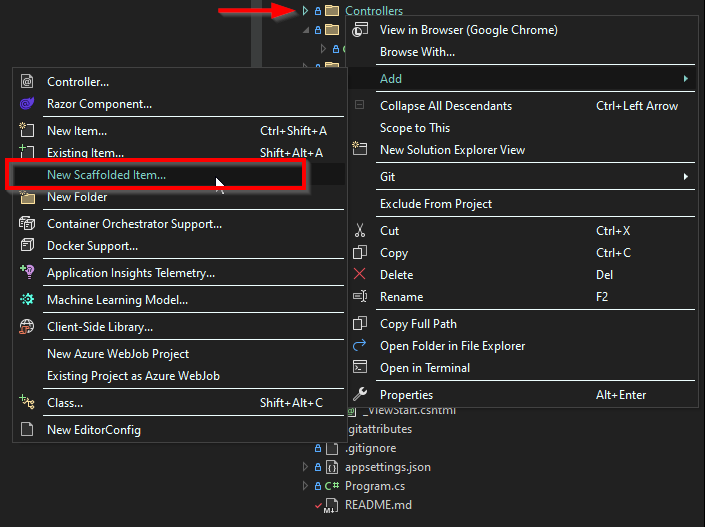 Controllers
View in Browser (Google Chrome)
Browse With...
Add
Collapse All Descendants Ctrl+Left Arrow
Scope to This
New Solution Explorer View
Git
Exclude From Project
Cut Ctrl+X
Copy Ctrl+C
Delete Del
Rename F2
Copy Full Path
Open Folder in File Explorer
Open in Terminal
Properties Alt+Enter
Controller...
Razor Component...
New Item... Ctrl+Shift+A
Existing Item... Shift+Alt+A
New Scaffolded Item...
New Folder
Container Orchestrator Support...
Docker Support...
Application Insights Telemetry...
Machine Learning Model...
Client-Side Library...
New Azure WebJob Project
Existing Project as Azure WebJob
Class... Shift+Alt+C
New EditorConfig
_ViewStart.cshtml
gitattributes
.gitignore
appsettings.json
C# Program.cs
README.md